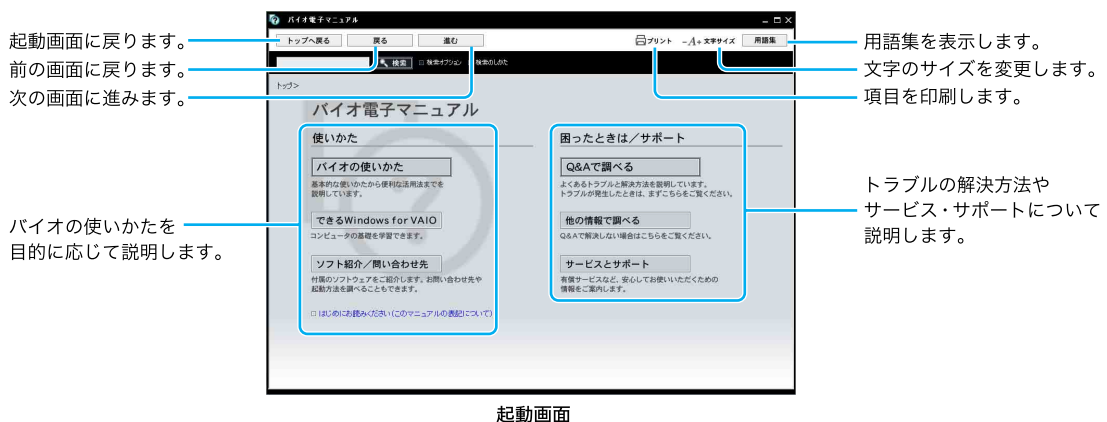 バイオ電子マニュアル
トップへ戻る 戻る 進む プリント -A+ 文字サイズ 用語集
検索 検索オプション 検索のしかた
トップ>
バイオ電子マニュアル
使いかた
バイオの使いかた
基本的な使いかたから便利な活用法までを
説明しています。
できるWindows for VAIO
コンピュータの基礎を学習できます。
ソフト紹介／問い合わせ先
付属のソフトウェアをご紹介します。お問い合わせ先や
起動方法を調べることもできます。
はじめにお読みください（このマニュアルの表記について）
困ったときは／サポート
Q&Aで調べる
よくあるトラブルと解決方法を説明しています。
トラブルが発生したときは、まずこちらをご覧ください。
他の情報で調べる
Q&Aで解決しない場合はこちらをご覧ください。
サービスとサポート
有償サービスなど、安心してお使いいただくための
情報をご案内します。
起動画面に戻ります。
前の画面に戻ります。
次の画面に進みます。
バイオの使いかたを
目的に応じて説明します。
用語集を表示します。
文字のサイズを変更します。
項目を印刷します。
トラブルの解決方法や
サービス・サポートについて
説明します。
起動画面